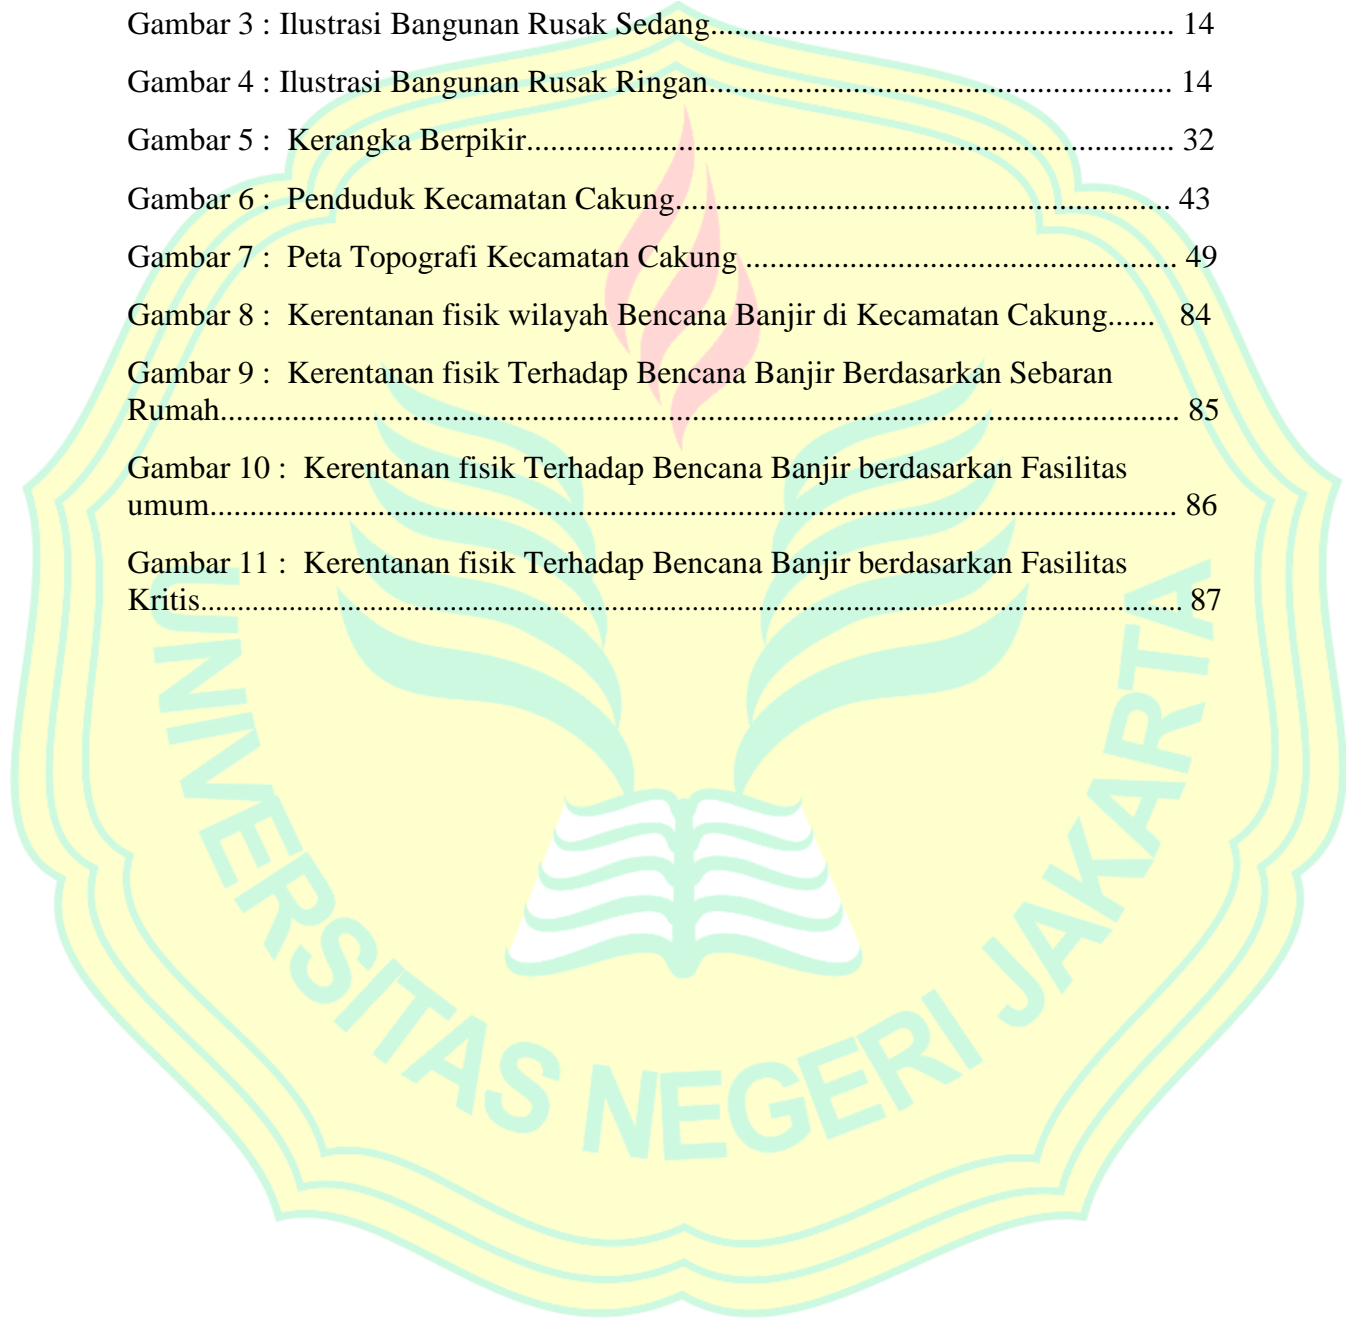 Gambar 3 : Ilustrasi Bangunan Rusak Sedang.......................................................... 14
Gambar 4 : Ilustrasi Bangunan Rusak Ringan.......................................................... 14
Gambar 5 :  Kerangka Berpikir................................................................................. 32
Gambar 6 :  Penduduk Kecamatan Cakung.............................................................. 43
Gambar 7 :  Peta Topografi Kecamatan Cakung ...................................................... 49
Gambar 8 :  Kerentanan fisik wilayah Bencana Banjir di Kecamatan Cakung...... 84
Gambar 9 :  Kerentanan fisik Terhadap Bencana Banjir Berdasarkan Sebaran
Rumah........................................................................................................................ 85
Gambar 10 :  Kerentanan fisik Terhadap Bencana Banjir berdasarkan Fasilitas
umum......................................................................................................................... 86
Gambar 11 :  Kerentanan fisik Terhadap Bencana Banjir berdasarkan Fasilitas
Kritis........................................................................................................................... 87
UNIVERSITAS NEGERI JAKARTA